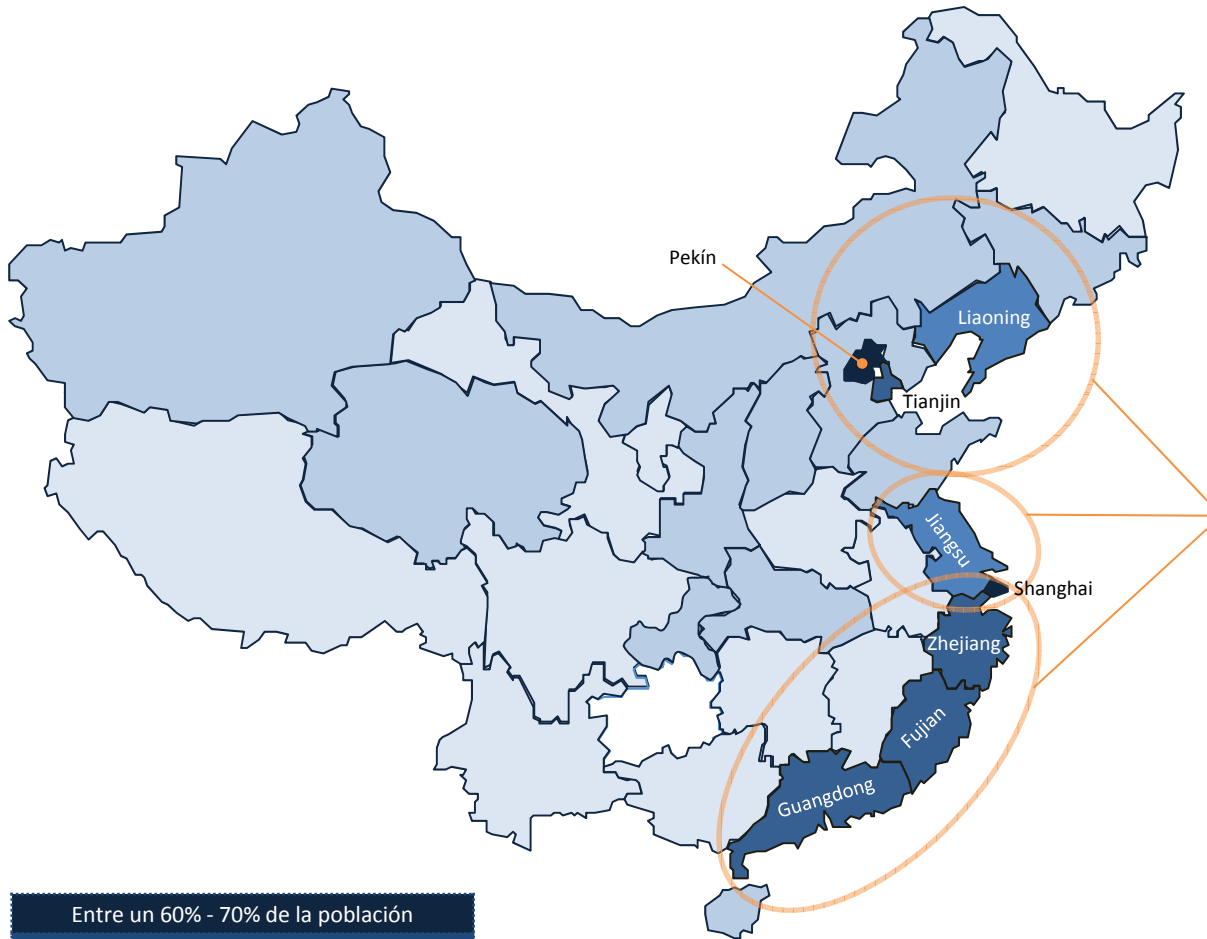 Pekín
Liaoning
Tianjin
Jiangsu
Shanghai
Zhejiang
Fujian
Guangdong
Entre un 60% - 70% de la población